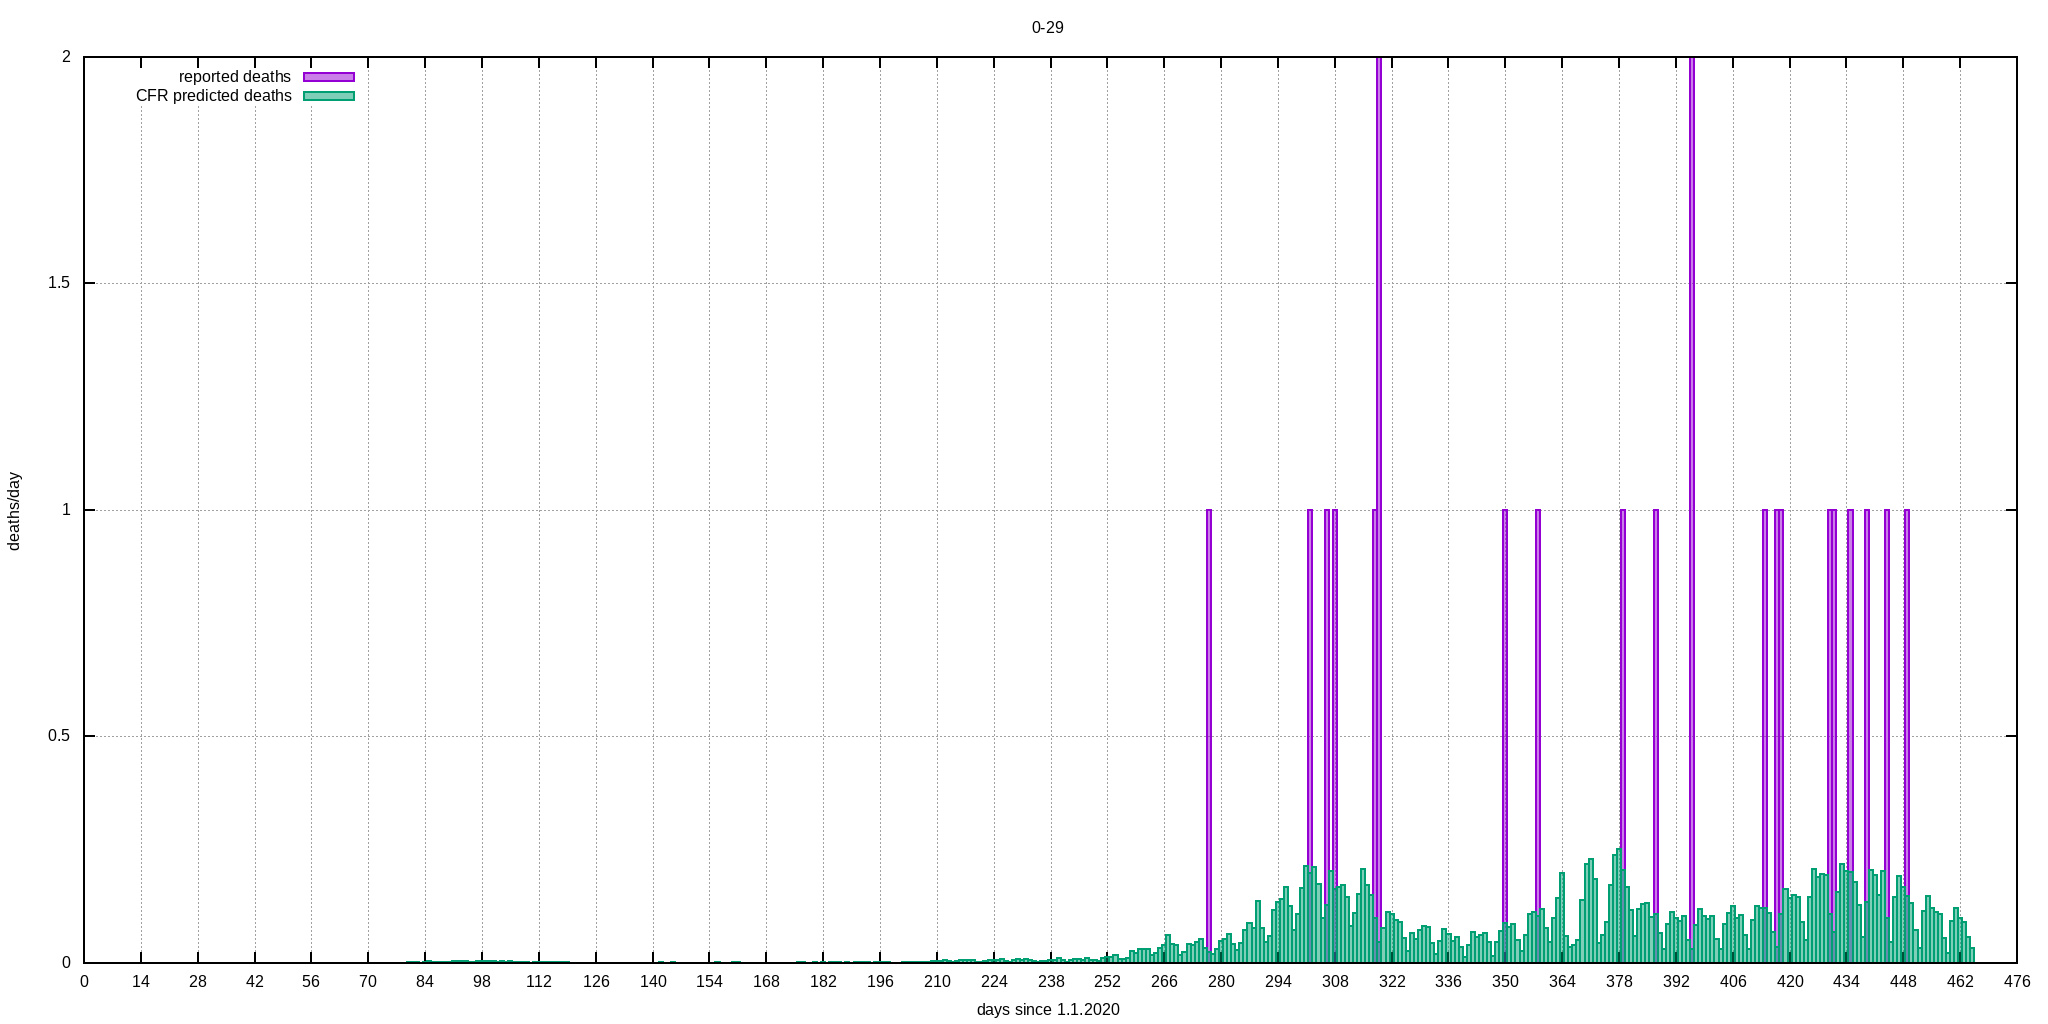 0-29
reported deaths
CFR predicted deaths
2
1.5
1
0.5
0
deaths/day
0 14 28 42 56 70 84 98 112 126 140 154 168 182 196 210 224 238 252 266 280 294 308 322 336 350 364 378 392 406 420 434 448 462 476
days since 1.1.2020